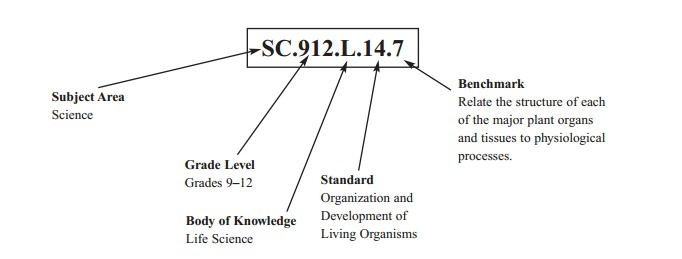 SC.912.L.14.7
Subject Area
Science
Grade Level
Grades 9–12
Body of Knowledge
Life Science
Standard
Organization and
Development of
Living Organisms
Benchmark
Relate the structure of each
of the major plant organs
and tissues to physiological
processes.